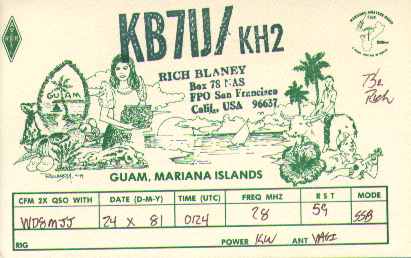 KB7IJ/ KH2
RICH BLANEY
Box 78 NAS
FPO San Francisco
Calif., USA 96637
GUAM
73s
Rich
GUAM, MARIANA ISLANDS
CFM 2X QSO WITH DATE (D-M-Y) TIME (UTC) FREQ MHZ R S T MODE
WD8MJJ 24 X 81 0124 28 59 SSB
RIG POWER KW ANT YAGI